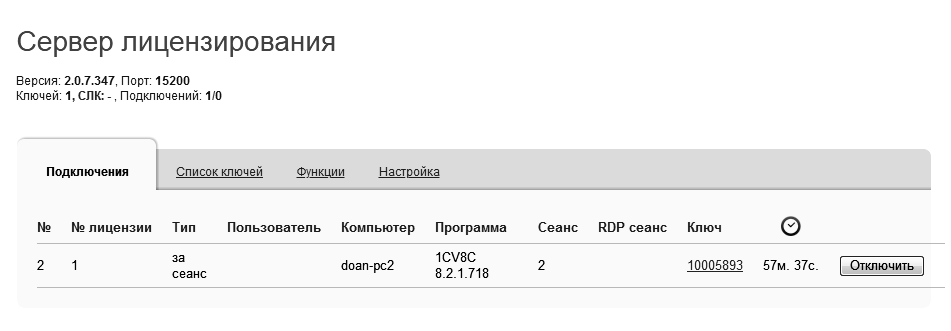 Сервер лицензирования
Версия: 2.0.7.347, Порт: 15200
Ключей: 1, СЛК: - , Подключений: 1/0
Подключения Список ключей Функции Настройка
№ № лицензии Тип Пользователь Компьютер Программа Сеанс RDP сеанс Ключ
2 1 за сеанс doan-pc2 1CV8C 8.2.1.718 2 10005893 57м. 37с. Отключить